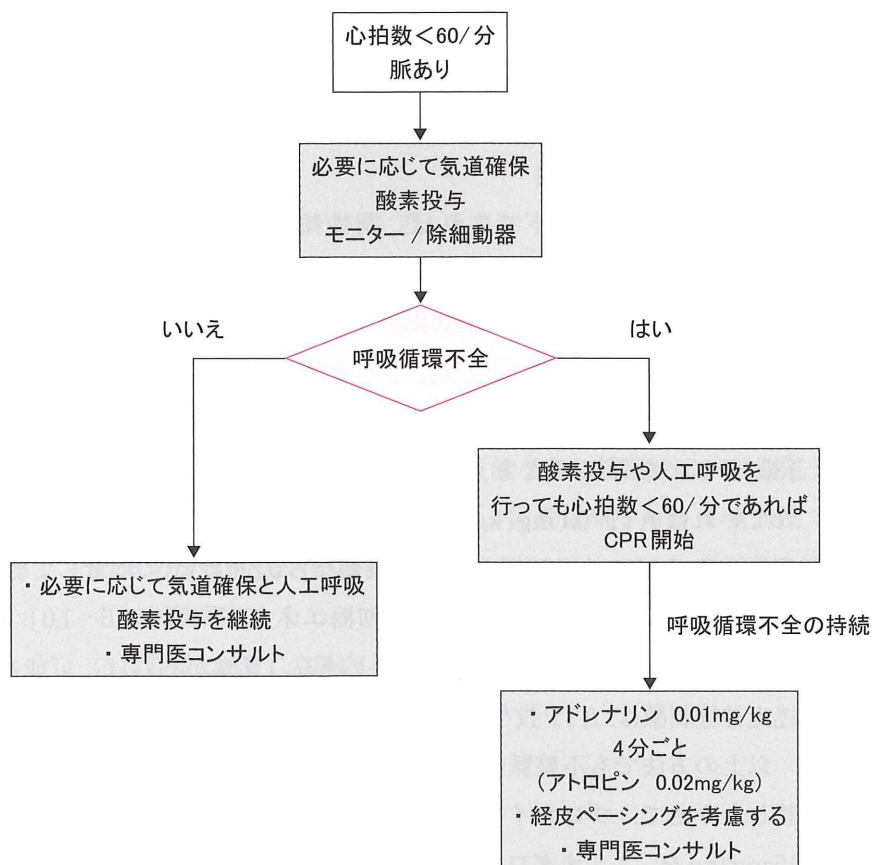 心拍数＜60/分
脈あり
必要に応じて気道確保
酸素投与
モニター/除細動器
いいえ
はい
呼吸循環不全
酸素投与や人工呼吸を
行っても心拍数＜60/分であれば
CPR開始
・必要に応じて気道確保と人工呼吸
酸素投与を継続
・専門医コンサルト
呼吸循環不全の持続
・アドレナリン 0.01mg/kg
4分ごと
(アトロピン 0.02mg/kg)
・経皮ペーシングを考慮する
・専門医コンサルト